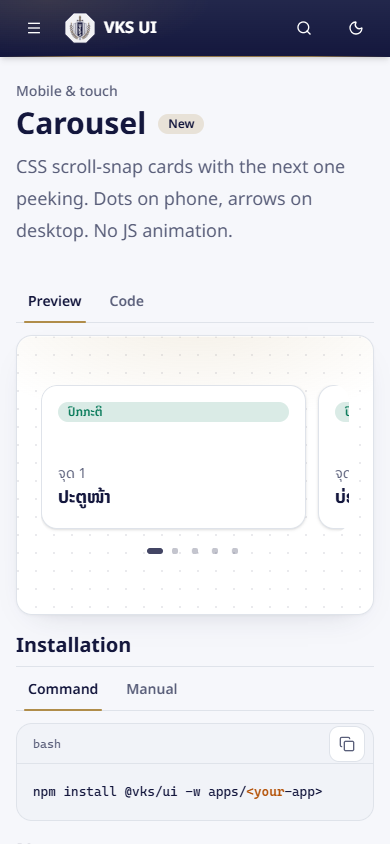 VKS UI
Mobile & touch
Carousel New
CSS scroll-snap cards with the next one
peeking. Dots on phone, arrows on
desktop. No JS animation.
Preview Code
ປົກກະຕິ
ຈຸດ 1
ປະຕູໜ້າ
Installation
Command Manual
bash
npm install @vks/ui -w apps/<your-app>